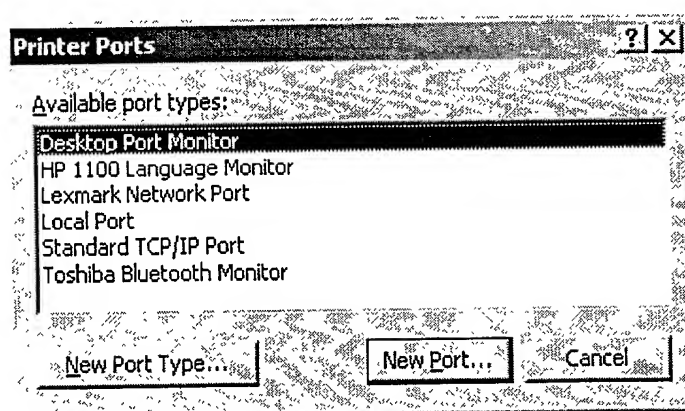 Printer Ports ? X
Available port types:
Desktop Port Monitor
HP 1100 Language Monitor
Lexmark Network Port
Local Port
Standard TCP/IP Port
Toshiba Bluetooth Monitor
New Port Type... New Port... Cancel